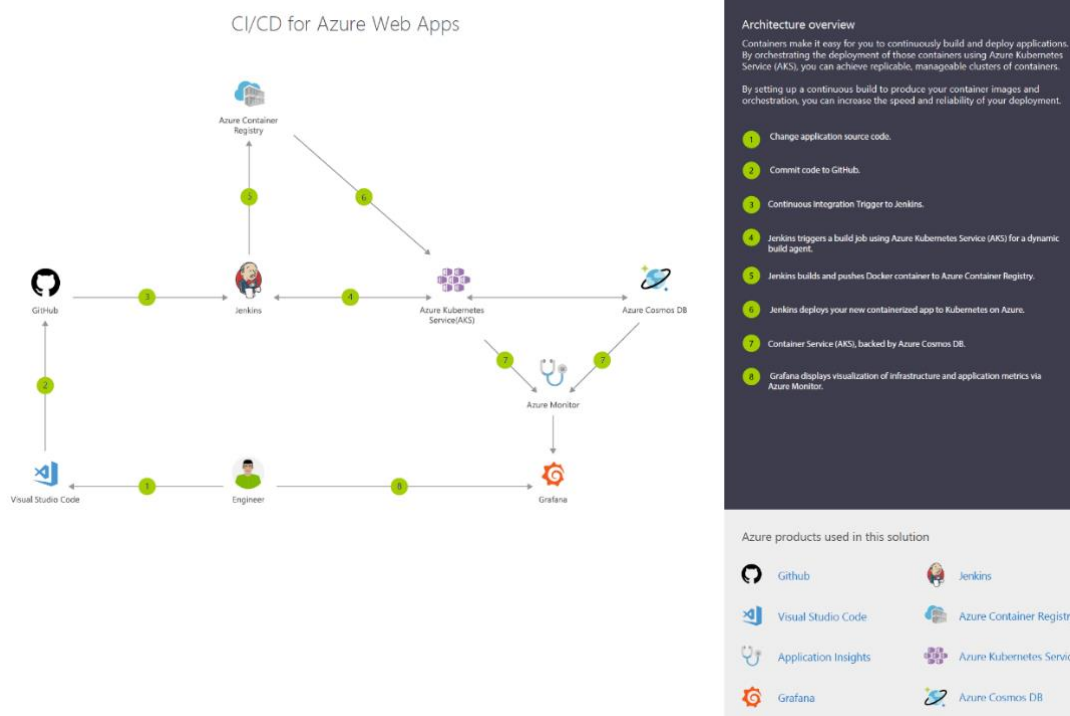 CI/CD for Azure Web Apps
Azure Container
Registry
5
6
GitHub
3
Jenkins
4
Azure Kubernetes
Service(AKS)
Azure Cosmos DB
7
7
2
Azure Monitor
Visual Studio Code
1
Engineer
8
Grafana
Architecture overview
Containers make it easy for you to continuously build and deploy applications.
By orchestrating the deployment of those containers using Azure Kubernetes
Service (AKS), you can achieve replicable, manageable clusters of containers.
By setting up a continuous build to produce your container images and
orchestration, you can increase the speed and reliability of your deployment.
1 Change application source code.
2 Commit code to GitHub.
3 Continuous Integration Trigger to Jenkins.
4 Jenkins triggers a build job using Azure Kubernetes Service (AKS) for a dynamic
build agent.
5 Jenkins builds and pushes Docker container to Azure Container Registry.
6 Jenkins deploys your new containerized app to Kubernetes on Azure.
7 Container Service (AKS), backed by Azure Cosmos DB.
8 Grafana displays visualization of infrastructure and application metrics via
Azure Monitor.
Azure products used in this solution
Github
Jenkins
Visual Studio Code
Azure Container Registr
Application Insights
Azure Kubernetes Servic
Grafana
Azure Cosmos DB